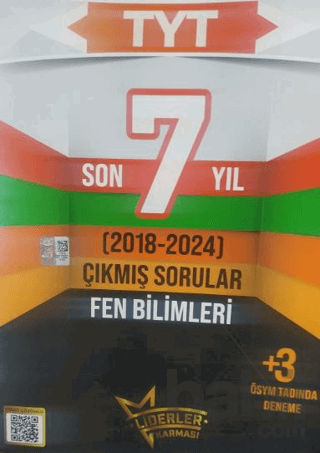 TYT
SON 7 YIL
(2018-2024)
ÇIKMIŞ SORULAR
FEN BİLİMLERİ
+3
ÖSYM TADINDA
DENEME
LİDERLER
KARMASI